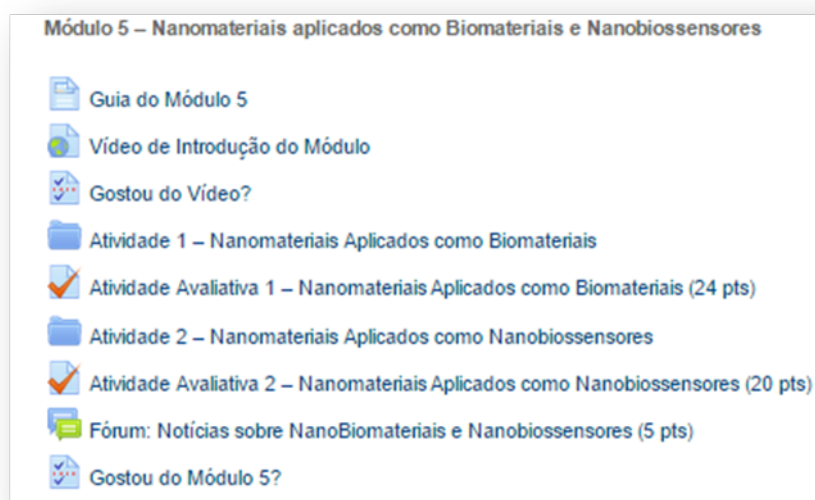 Módulo 5 – Nanomateriais aplicados como Biomateriais e Nanobiossensores
Guia do Módulo 5
Vídeo de Introdução do Módulo
Gostou do Vídeo?
Atividade 1 – Nanomateriais Aplicados como Biomateriais
Atividade Avaliativa 1 – Nanomateriais Aplicados como Biomateriais (24 pts)
Atividade 2 – Nanomateriais Aplicados como Nanobiossensores
Atividade Avaliativa 2 – Nanomateriais Aplicados como Nanobiossensores (20 pts)
Fórum: Notícias sobre NanoBiomateriais e Nanobiossensores (5 pts)
Gostou do Módulo 5?